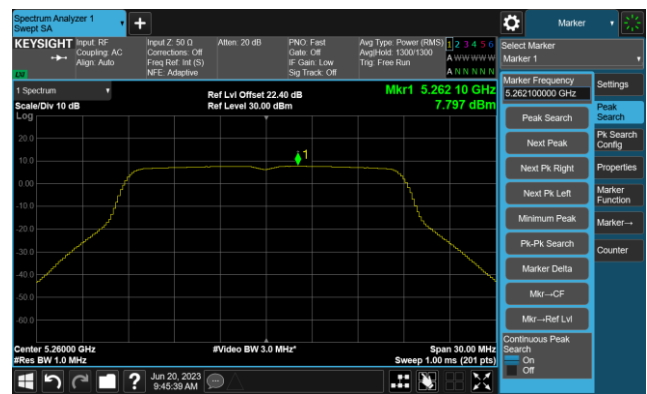 Spectrum Analyzer 1
Swept SA
+
Marker
KEYSIGHT
Input: RF
Coupling: AC
Align: Auto
Input Z: 50 Ω
Corrections: Off
Freq Ref: Int (S)
NFE: Adaptive
Atten: 20 dB
PNO: Fast
Gate: Off
IF Gain: Low
Sig Track: Off
Avg Type: Power (RMS)
Avg|Hold: 1300/1300
Trig: Free Run
1 2 3 4 5 6
A W W W W W
A N N N N N
LXI
Select Marker
Marker 1
1 Spectrum
Scale/Div 10 dB
Log
Ref Lvl Offset 22.40 dB
Ref Level 30.00 dBm
Mkr1 5.262 10 GHz
7.797 dBm
20.0
10.0
0.00
-10.0
-20.0
-30.0
-40.0
-50.0
-60.0
1
Center 5.26000 GHz
#Res BW 1.0 MHz
#Video BW 3.0 MHz*
Span 30.00 MHz
Sweep 1.00 ms (201 pts)
Marker Frequency
5.262100000 GHz
Peak Search
Next Peak
Next Pk Right
Next Pk Left
Minimum Peak
Pk-Pk Search
Marker Delta
Mkr→CF
Mkr→Ref Lvl
Continuous Peak
Search
On
Off
Settings
Peak
Search
Pk Search
Config
Properties
Marker
Function
Marker→
Counter
?
Jun 20, 2023
9:45:39 AM